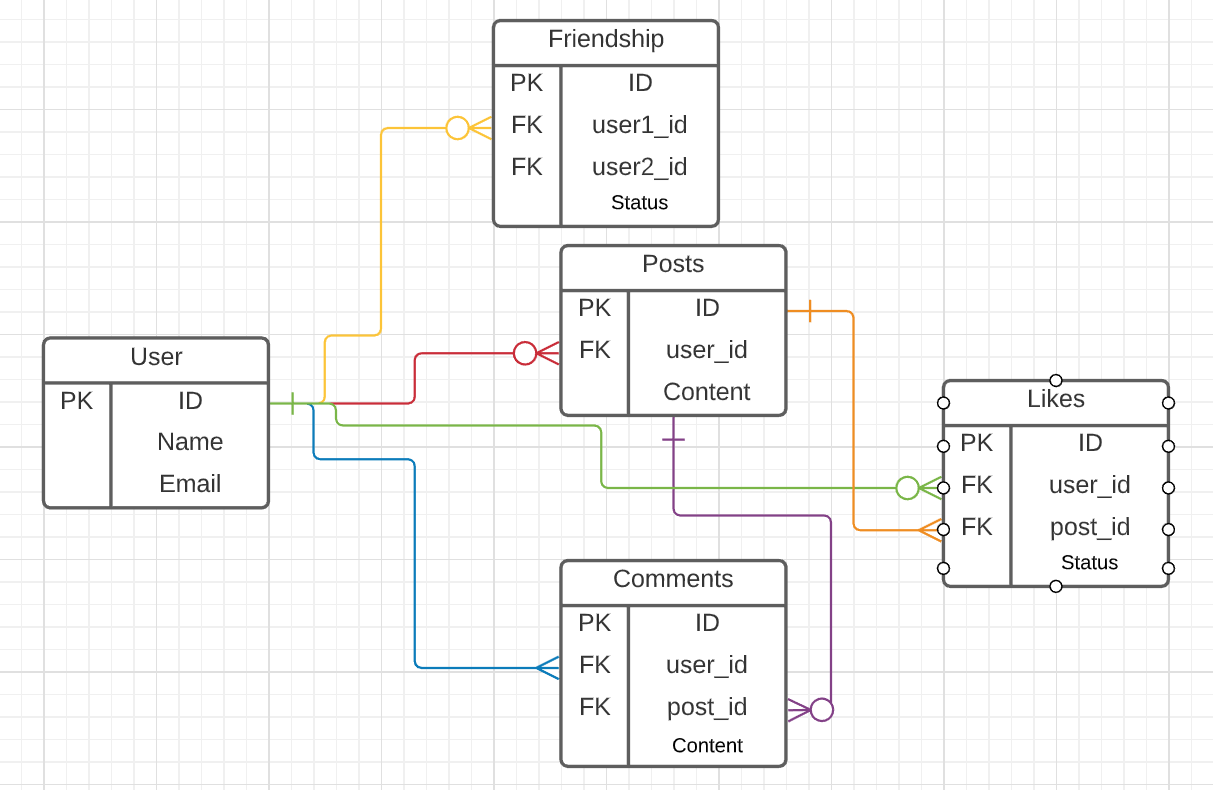 Friendship
PK ID
FK user1_id
FK user2_id
Status
Posts
PK ID
FK user_id
Content
User
PK ID
Name
Email
Likes
PK ID
FK user_id
FK post_id
Status
Comments
PK ID
FK user_id
FK post_id
Content